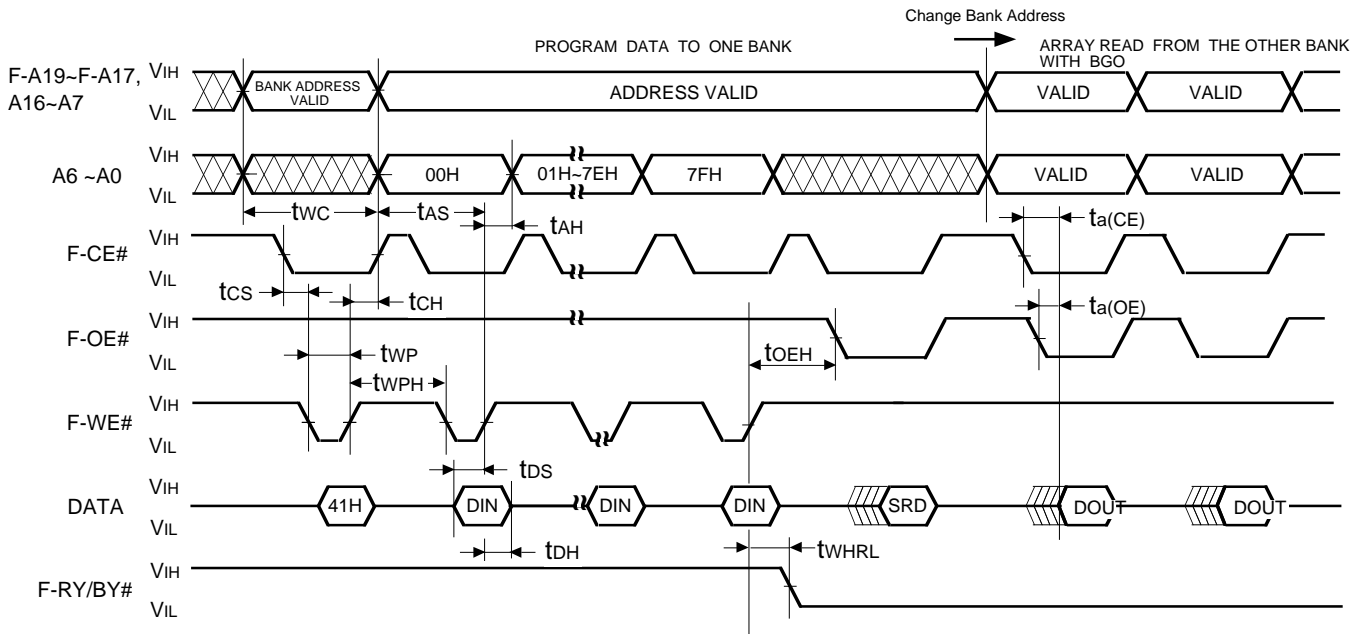 Change Bank Address
PROGRAM DATA TO ONE BANK
ARRAY READ FROM THE OTHER BANK
WITH BGO
F-A19~F-A17,
A16~A7
VIH
VIL
BANK ADDRESS
VALID
ADDRESS VALID
VALID
VALID
A6 ~A0
VIH
VIL
00H
01H~7EH
7FH
VALID
VALID
tWC
tAS
tAH
ta(CE)
F-CE#
VIH
VIL
tCS
tCH
ta(OE)
F-OE#
VIH
VIL
tWP
tOEH
tWPH
F-WE#
VIH
VIL
tDS
DATA
VIH
VIL
41H
DIN
DIN
DIN
SRD
DOUT
DOUT
tDH
tWHRL
F-RY/BY#
VIH
VIL